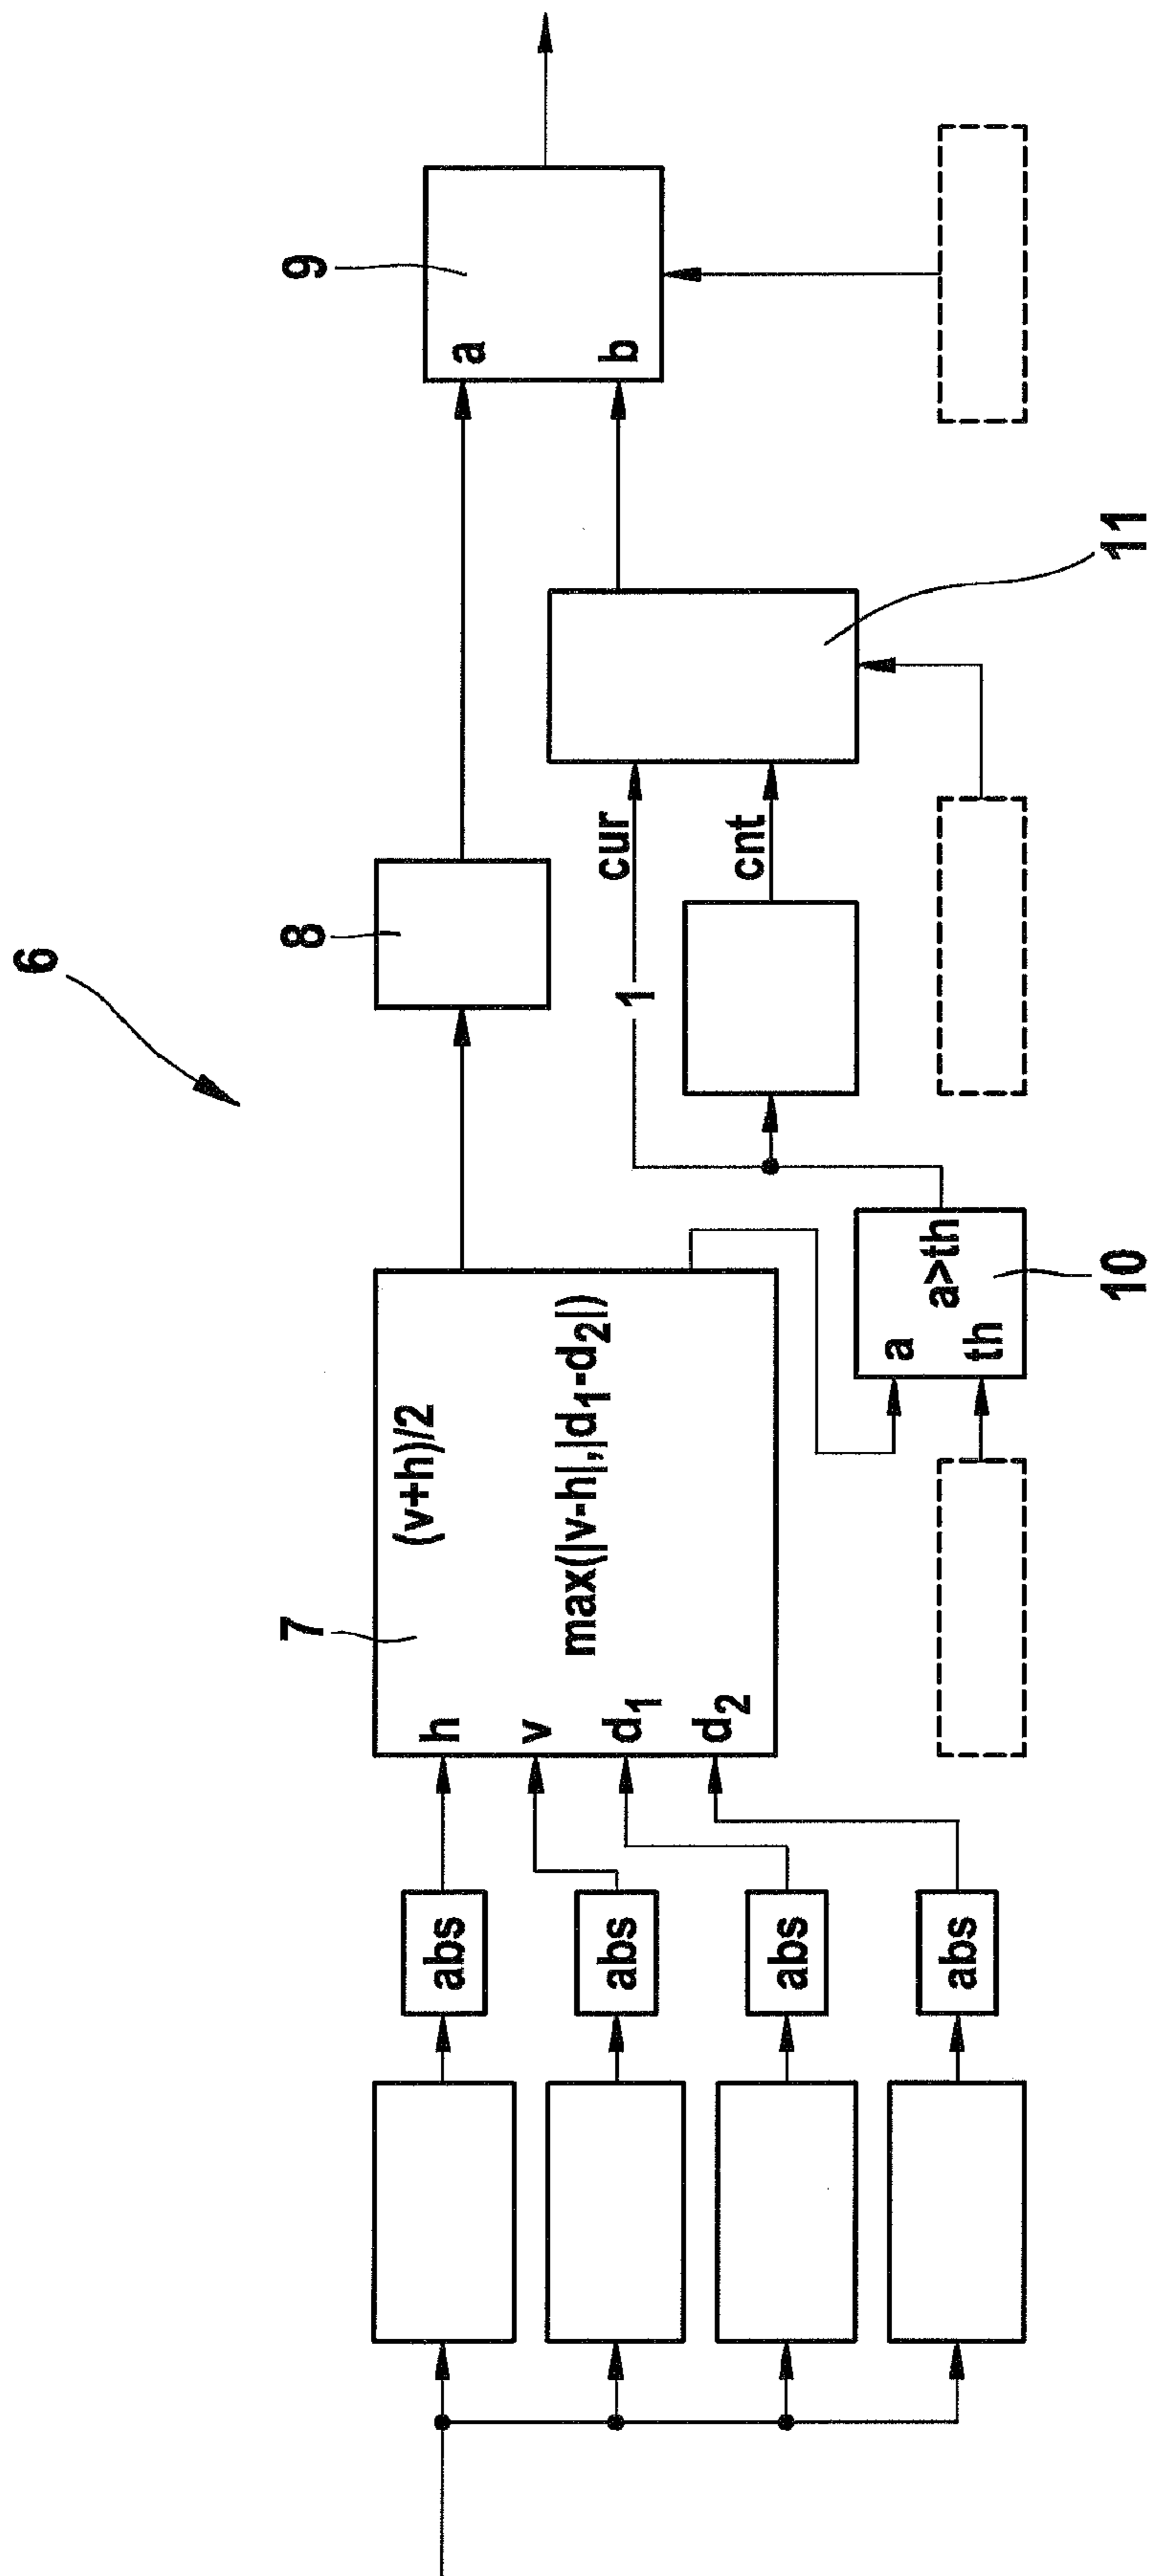 6
7
8
9
h
v
d1
d2
(v+h)/2
max(|v-h|,|d1-d2|)
abs
abs
abs
abs
a
th
a>th
10
1
cur
cnt
11
a
b